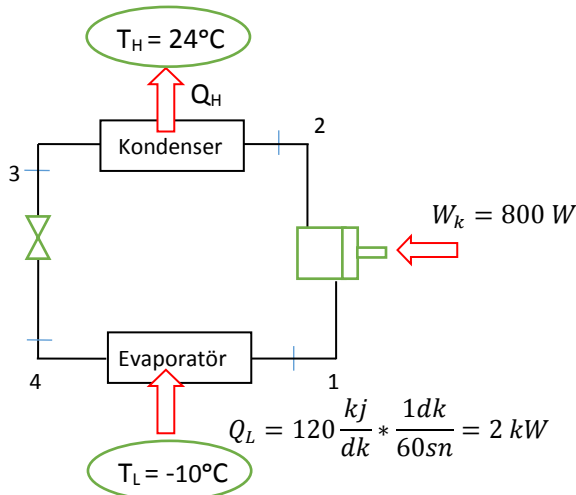 T_H = 24°C
Q_H
2
Kondenser
3
W_k = 800 W
Evaporatör
4
1
Q_L = 120 kj/dk * 1dk/60sn = 2 kW
T_L = -10°C